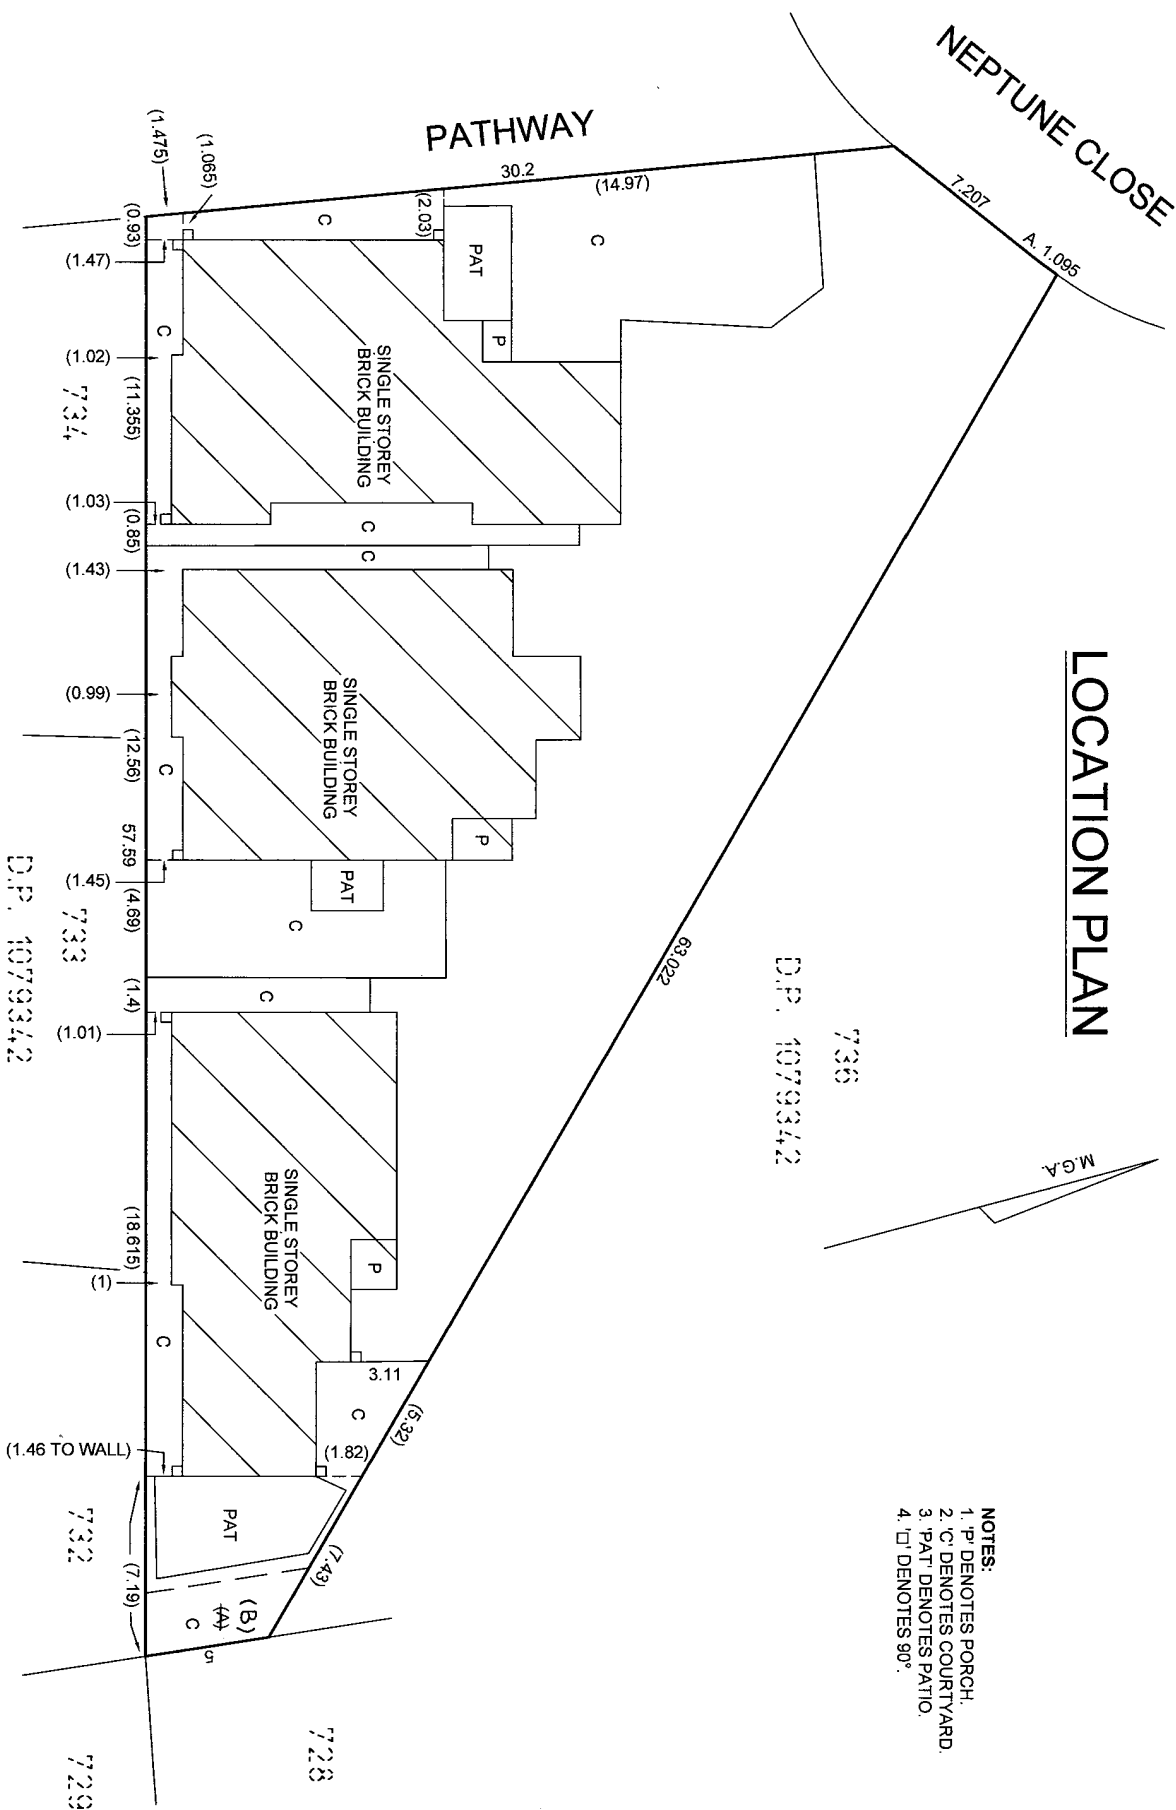 LOCATION PLAN
NEPTUNE CLOSE
PATHWAY
7.207
A. 1.095
30.2
(14.97)
63.022
736
D.P. 1079342
M.G.A.
NOTES:
1. 'P' DENOTES PORCH.
2. 'C' DENOTES COURTYARD.
3. 'PAT' DENOTES PATIO.
4. '□' DENOTES 90°.
(1.475)
(1.065)
(2.03)
C
C
PAT
P
SINGLE STOREY
BRICK BUILDING
C
C
C
SINGLE STOREY
BRICK BUILDING
P
PAT
C
C
C
SINGLE STOREY
BRICK BUILDING
P
3.11
C
(5.32)
(1.82)
C
PAT
(7.43)
(B)
(A)
C
5
(0.93)
(11.355)
(0.85)
(12.56)
57.59
(4.69)
(1.4)
(18.615)
(7.19)
(1.47)
(1.02)
(1.03)
(1.43)
(0.99)
(1.45)
(1.01)
(1)
(1.46 TO WALL)
C
734
733
732
728
729
D.P. 1079342